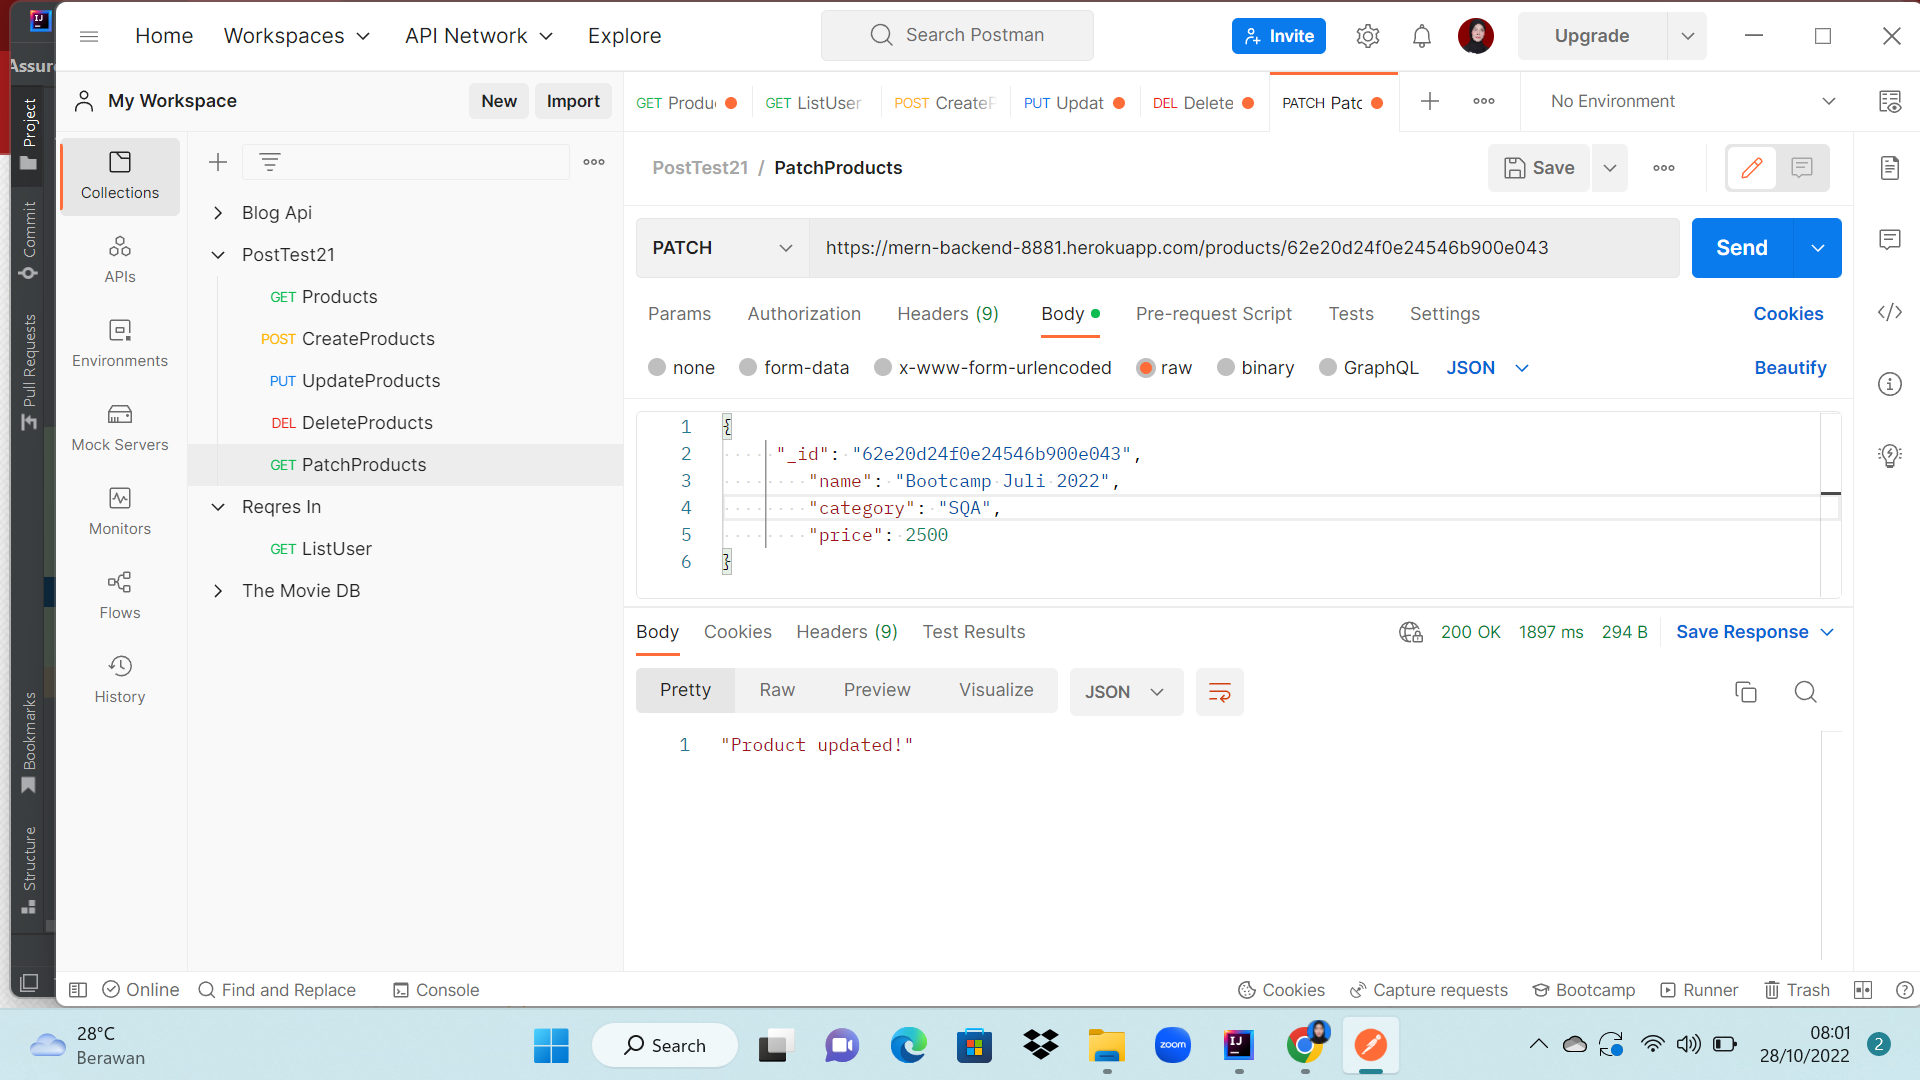 Home
Workspaces
API Network
Explore
Search Postman
Invite
Upgrade
Assure
My Workspace
New
Import
GET Produ
GET ListUser
POST CreateP
PUT Updat
DEL Delete
PATCH Patc
No Environment
Project
Commit
Pull Requests
Bookmarks
Structure
Collections
APIs
Environments
Mock Servers
Monitors
Flows
History
Blog Api
PostTest21
GET Products
POST CreateProducts
PUT UpdateProducts
DEL DeleteProducts
GET PatchProducts
Reqres In
GET ListUser
The Movie DB
PostTest21 / PatchProducts
Save
PATCH
https://mern-backend-8881.herokuapp.com/products/62e20d24f0e24546b900e043
Send
Params
Authorization
Headers (9)
Body
Pre-request Script
Tests
Settings
Cookies
none
form-data
x-www-form-urlencoded
raw
binary
GraphQL
JSON
Beautify
1 {
2 "_id": "62e20d24f0e24546b900e043",
3 "name": "Bootcamp Juli 2022",
4 "category": "SQA",
5 "price": 2500
6 }
Body
Cookies
Headers (9)
Test Results
200 OK
1897 ms
294 B
Save Response
Pretty
Raw
Preview
Visualize
JSON
1 "Product updated!"
Online
Find and Replace
Console
Cookies
Capture requests
Bootcamp
Runner
Trash
28°C
Berawan
Search
zoom
IJ
08:01
28/10/2022
2